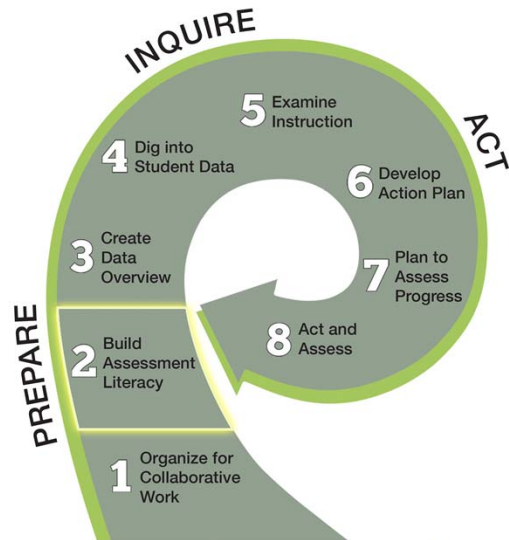 INQUIRE
ACT
PREPARE
5 Examine
Instruction
4 Dig into
Student Data
6 Develop
Action Plan
3 Create
Data
Overview
7 Plan to
Assess
Progress
8 Act and
Assess
2 Build
Assessment
Literacy
1 Organize for
Collaborative
Work